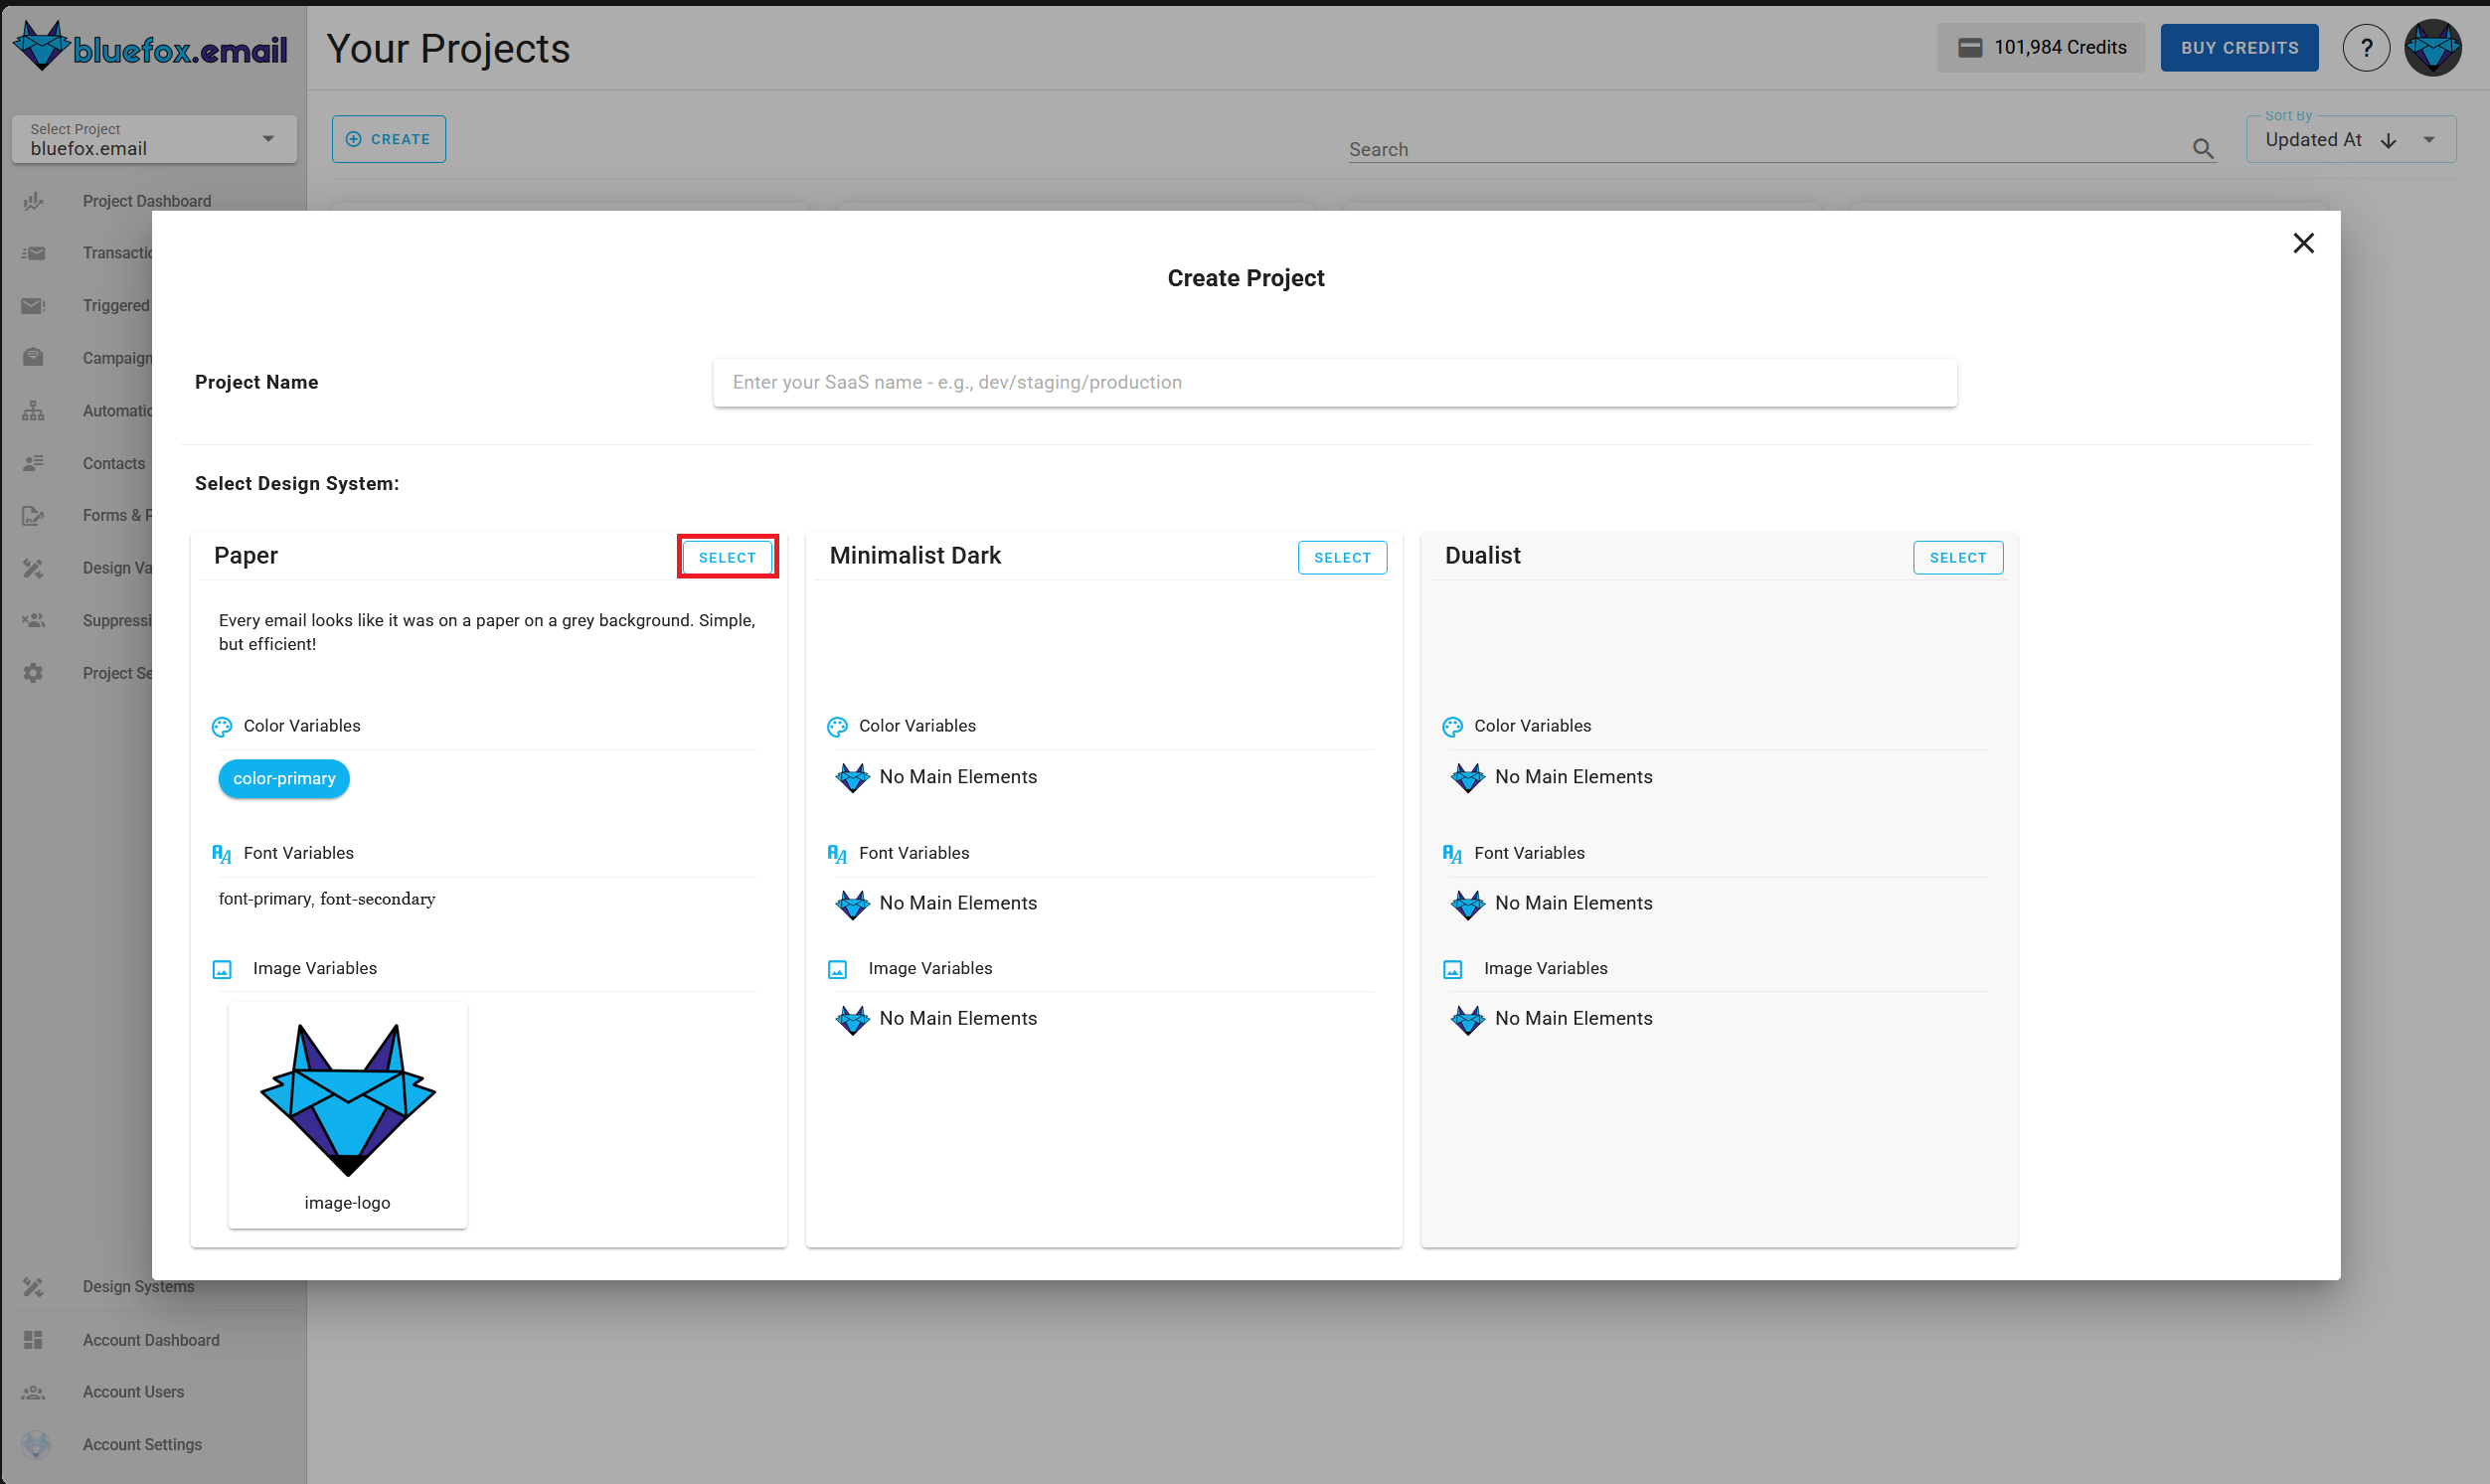 bluefox.email
Your Projects
101,984 Credits
BUY CREDITS
?
Select Project
bluefox.email
CREATE
Search
Sort By
Updated At
Project Dashboard
Transactio
Triggered
Campaign
Automatio
Contacts
Forms & P
Design Va
Suppressi
Project Se
Create Project
Project Name
Enter your SaaS name - e.g., dev/staging/production
Select Design System:
Paper
SELECT
Every email looks like it was on a paper on a grey background. Simple,
but efficient!
Color Variables
color-primary
Font Variables
font-primary, font-secondary
Image Variables
image-logo
Minimalist Dark
SELECT
Color Variables
No Main Elements
Font Variables
No Main Elements
Image Variables
No Main Elements
Dualist
SELECT
Color Variables
No Main Elements
Font Variables
No Main Elements
Image Variables
No Main Elements
Design Systems
Account Dashboard
Account Users
Account Settings